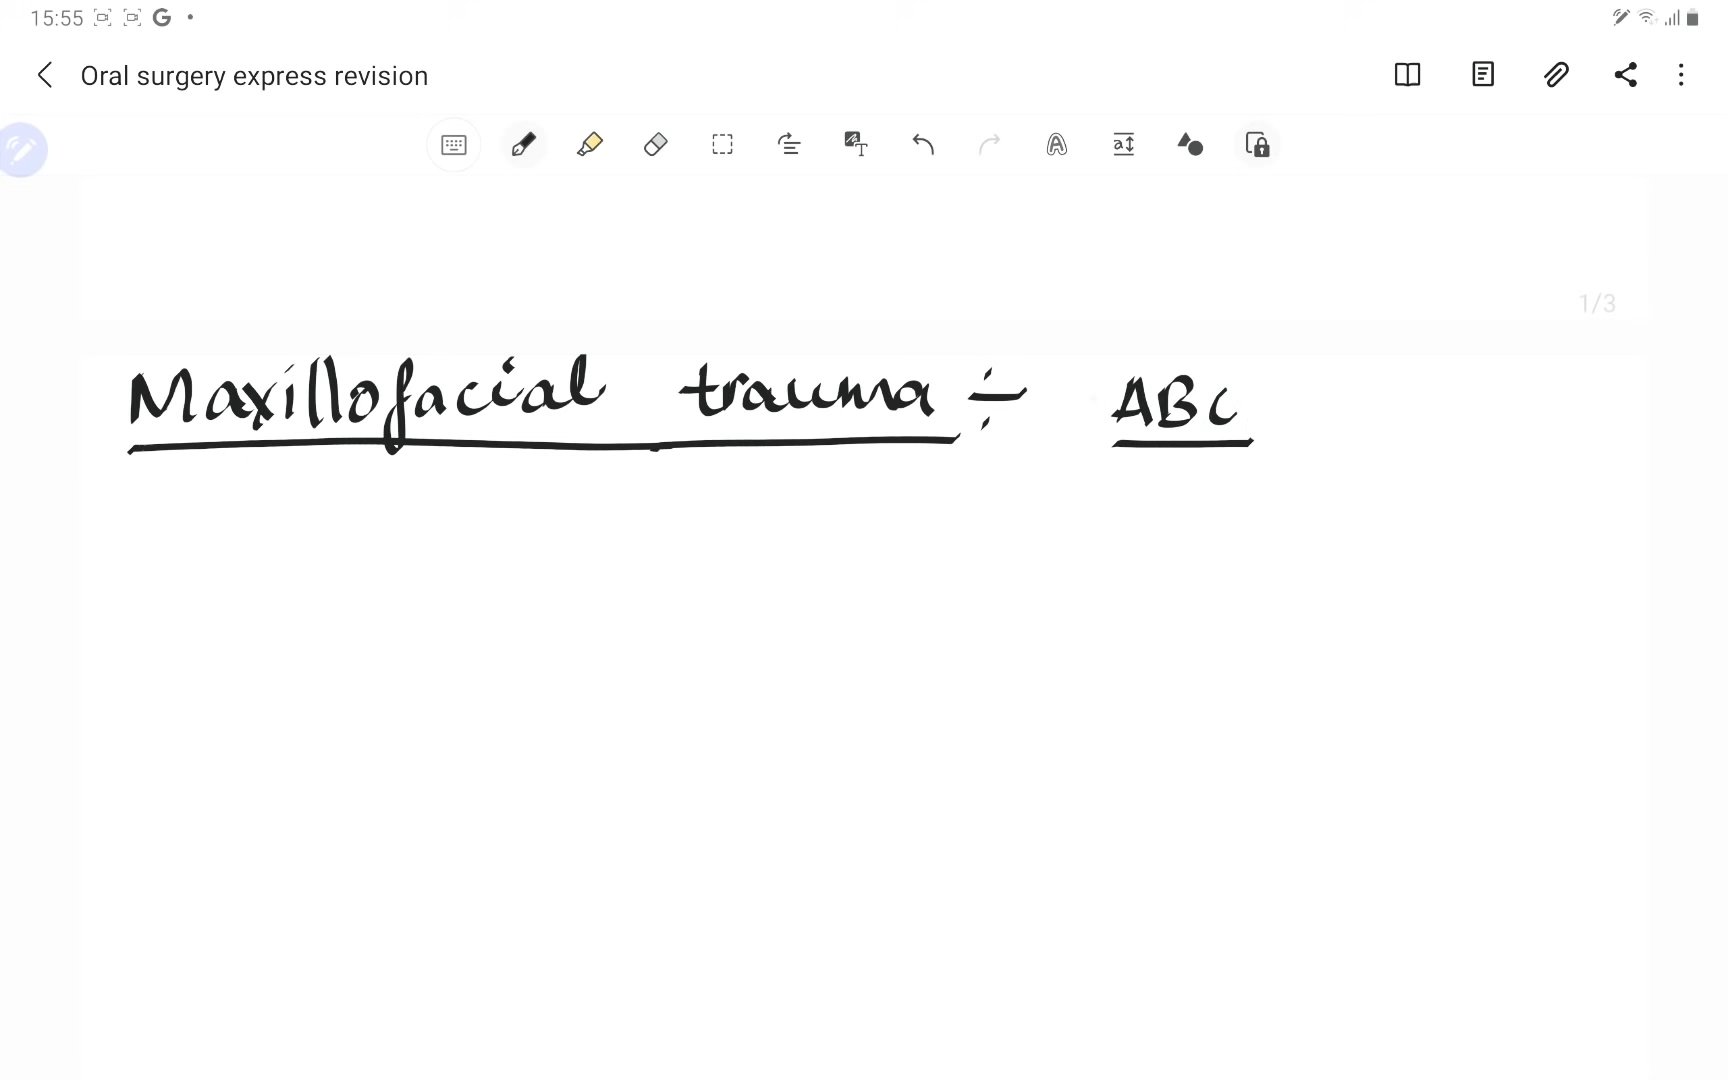 15:55 G
Oral surgery express revision
1/3
Maxillofacial trauma ÷ ABC